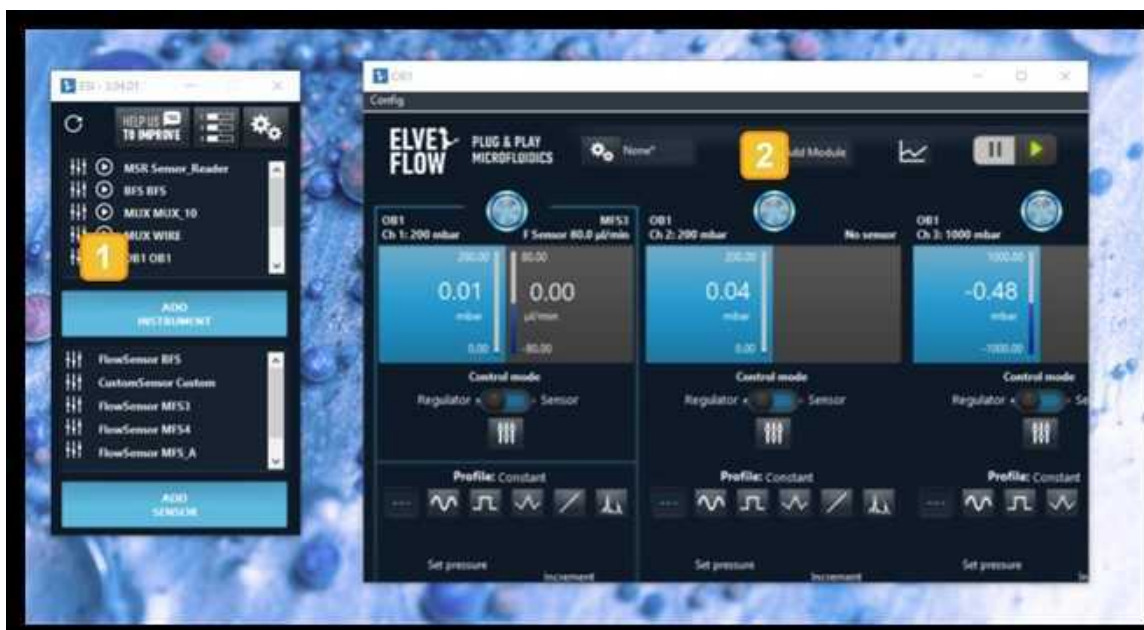 ESI - 3.04.01
HELP US
TO IMPROVE
MSR Sensor_Reader
BFS BFS
MUX MUX_10
MUX WIRE
1
OB1 OB1
ADD
INSTRUMENT
FlowSensor BFS
CustomSensor Custom
FlowSensor MFS3
FlowSensor MFS4
FlowSensor MFS_A
ADD
SENSOR
OB1
Config
ELVE
FLOW
PLUG & PLAY
MICROFLUIDICS
None*
2
Add Module
OB1 MFS3
Ch 1: 200 mbar F Sensor 80.0 µl/min
200.00 80.00
0.01 0.00
mbar µl/min
0.00 -80.00
Control mode
Regulator Sensor
Profile: Constant
Set pressure
Increment
OB1
Ch 2: 200 mbar No sensor
200.00
0.04
mbar
0.00
Control mode
Regulator Sensor
Profile: Constant
Set pressure
Increment
OB1
Ch 3: 1000 mbar
1000.00
-0.48
mbar
-1000.00
Control mode
Regulator Se
Profile: Constant
Set pressure